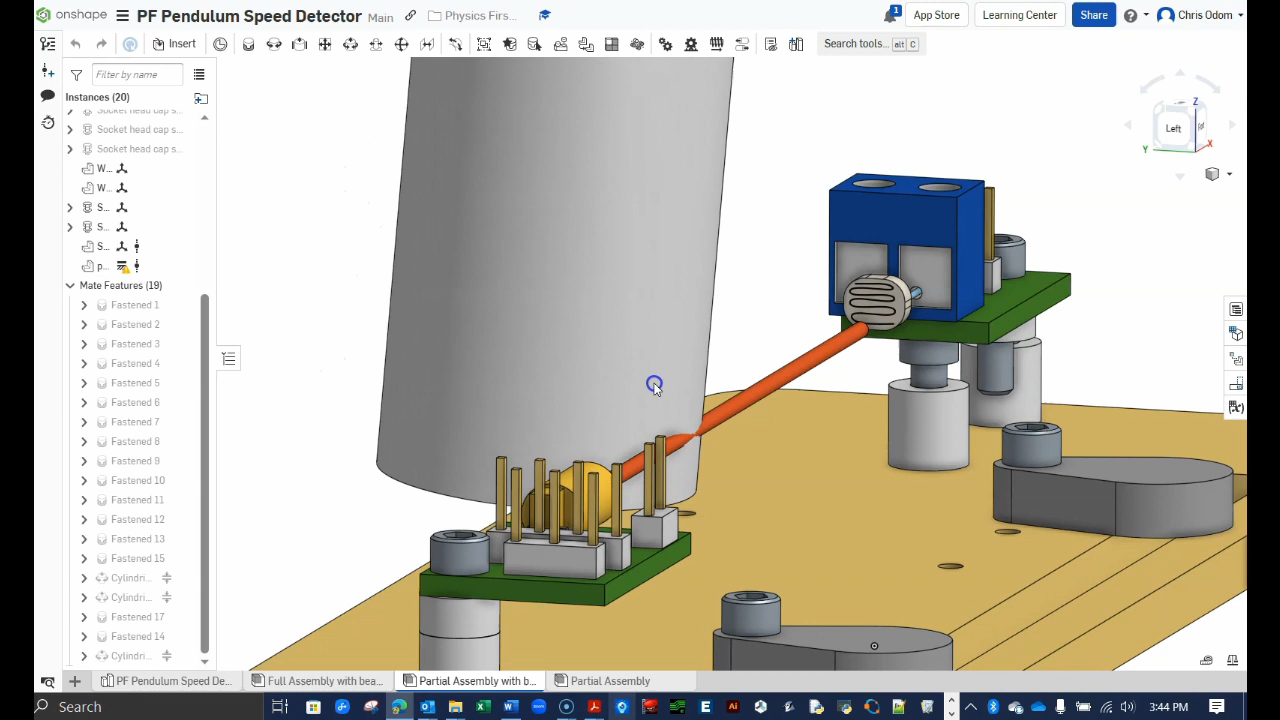 onshape PF Pendulum Speed Detector Main Physics Firs... 1 App Store Learning Center Share Chris Odom
Insert Search tools... alt C
Filter by name
Instances (20)
Socket head cap s...
Socket head cap s...
Socket head cap s...
W...
W...
S...
S...
S...
p...
Mate Features (19)
Fastened 1
Fastened 2
Fastened 3
Fastened 4
Fastened 5
Fastened 6
Fastened 7
Fastened 8
Fastened 9
Fastened 10
Fastened 11
Fastened 12
Fastened 13
Fastened 15
Cylindri...
Cylindri...
Fastened 17
Fastened 14
Cylindri...
Z
Left
Y X
PF Pendulum Speed De... Full Assembly with bea... Partial Assembly with b... Partial Assembly
Search 3:44 PM